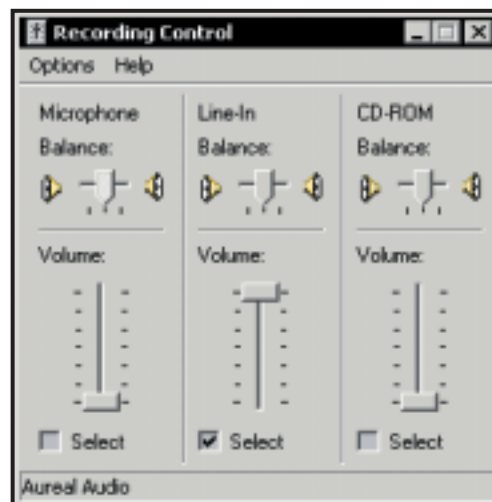 Recording Control
Options Help
Microphone Line-In CD-ROM
Balance: Balance: Balance:
Volume: Volume: Volume:
Select Select Select
Aureal Audio